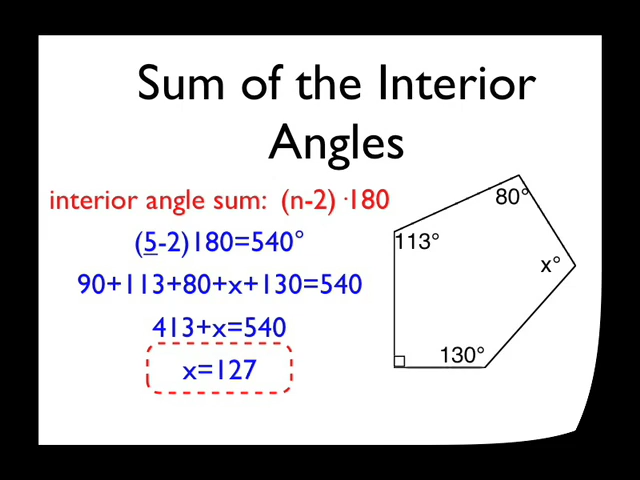 Sum of the Interior
Angles
interior angle sum: (n-2) ·180
(5-2)180=540°
90+113+80+x+130=540
413+x=540
x=127
80°
113°
x°
130°